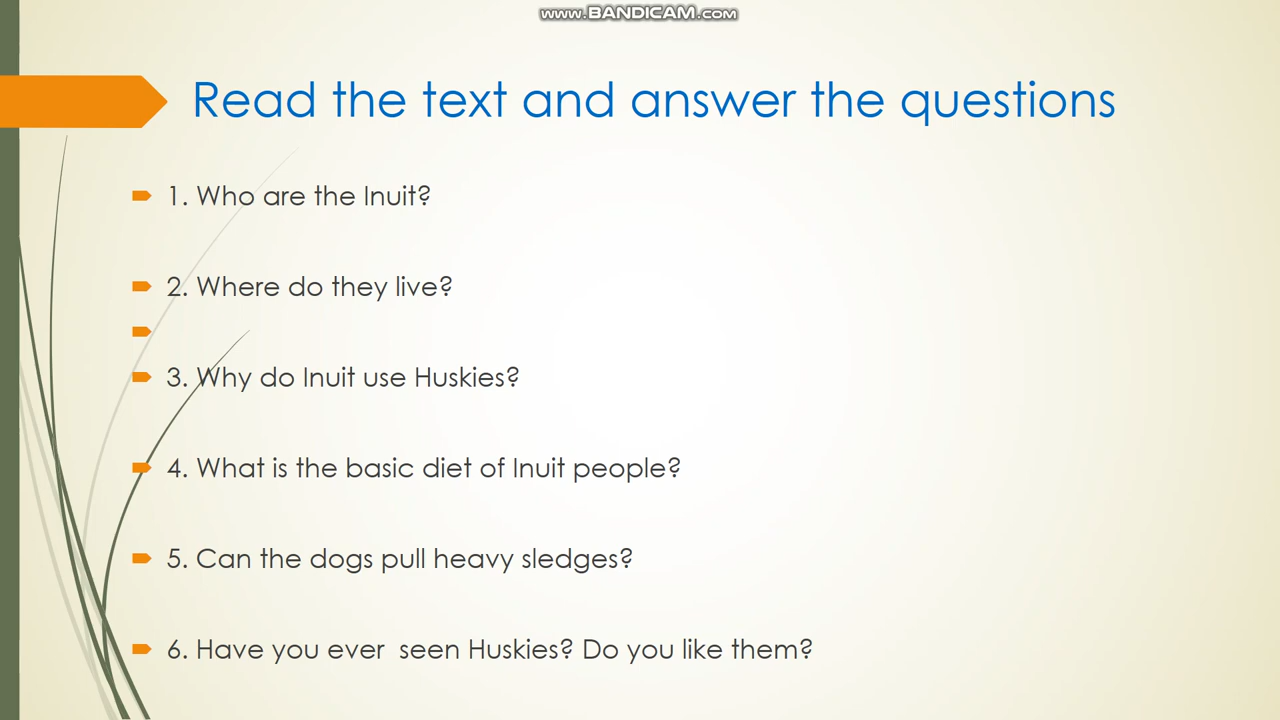 www.BANDICAM.com
Read the text and answer the questions
1. Who are the Inuit?
2. Where do they live?
3. Why do Inuit use Huskies?
4. What is the basic diet of Inuit people?
5. Can the dogs pull heavy sledges?
6. Have you ever  seen Huskies? Do you like them?